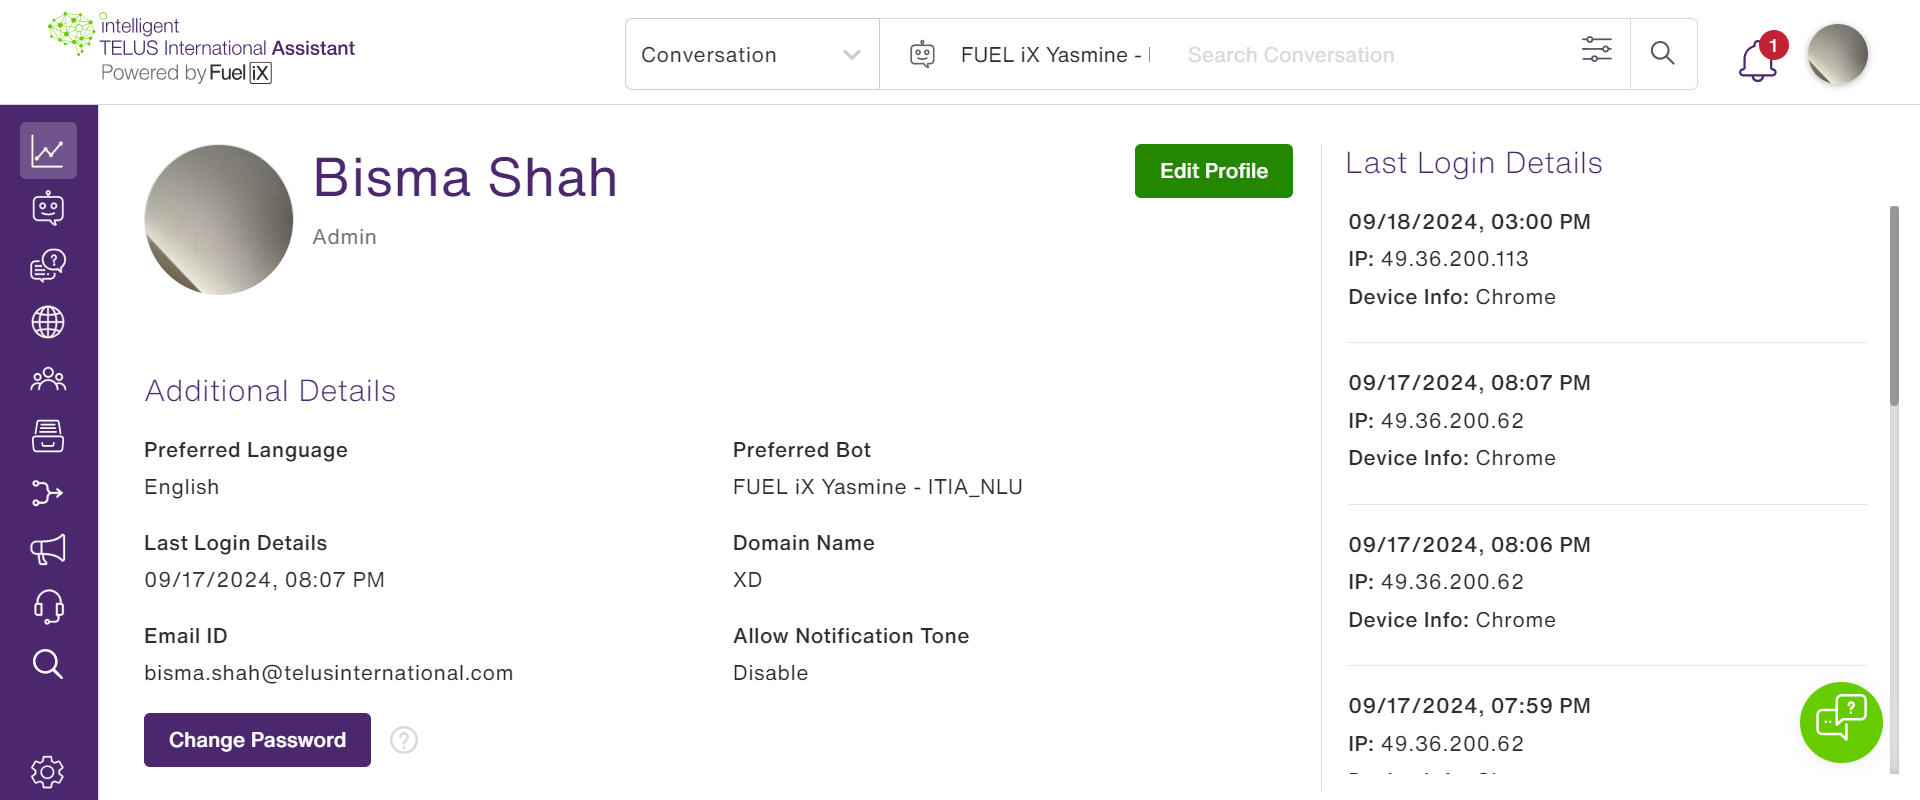 intelligent
TELUS International Assistant
Powered by Fuel iX
Conversation
FUEL iX Yasmine -
Search Conversation
1
Bisma Shah
Admin
Edit Profile
Additional Details
Preferred Language
English
Preferred Bot
FUEL iX Yasmine - ITIA_NLU
Last Login Details
09/17/2024, 08:07 PM
Domain Name
XD
Email ID
bisma.shah@telusinternational.com
Allow Notification Tone
Disable
Change Password
?
Last Login Details
09/18/2024, 03:00 PM
IP: 49.36.200.113
Device Info: Chrome
09/17/2024, 08:07 PM
IP: 49.36.200.62
Device Info: Chrome
09/17/2024, 08:06 PM
IP: 49.36.200.62
Device Info: Chrome
09/17/2024, 07:59 PM
IP: 49.36.200.62